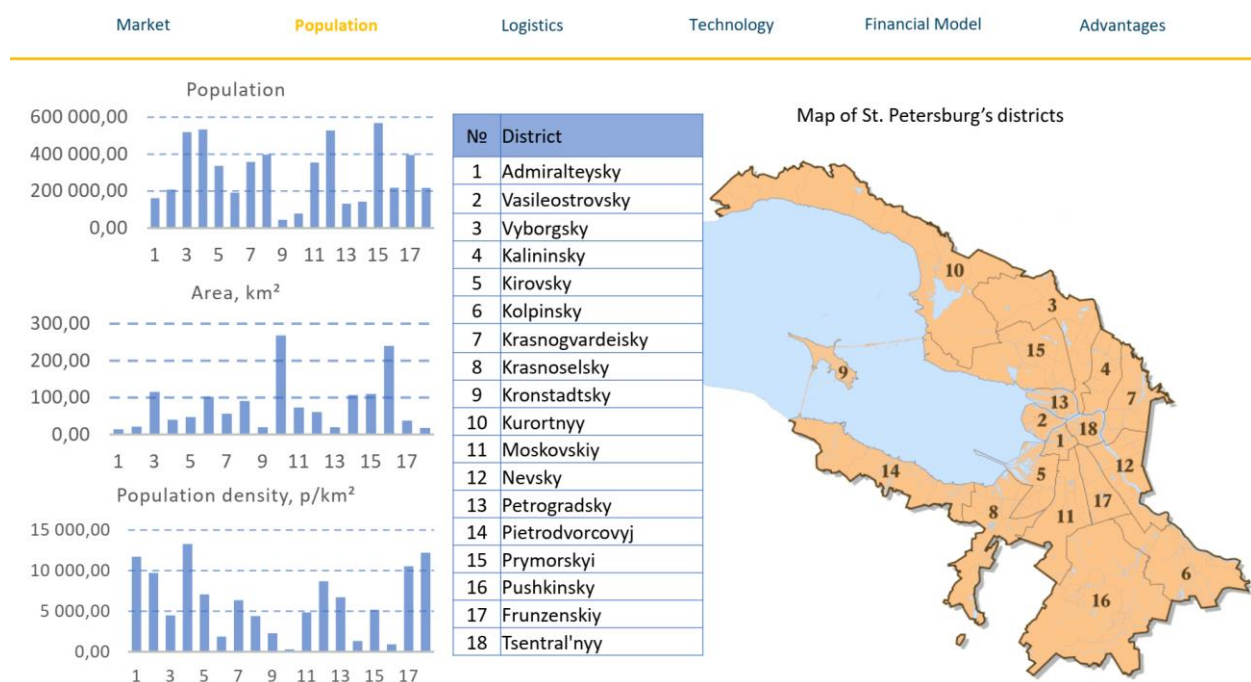 Market Population Logistics Technology Financial Model Advantages
Population
600 000,00
400 000,00
200 000,00
0,00
1 3 5 7 9 11 13 15 17
Area, km²
300,00
200,00
100,00
0,00
1 3 5 7 9 11 13 15 17
Population density, p/km²
15 000,00
10 000,00
5 000,00
0,00
1 3 5 7 9 11 13 15 17
№ District
1 Admiralteysky
2 Vasileostrovsky
3 Vyborgsky
4 Kalininsky
5 Kirovsky
6 Kolpinsky
7 Krasnogvardeisky
8 Krasnoselsky
9 Kronstadtsky
10 Kurortnyy
11 Moskovskiy
12 Nevsky
13 Petrogradsky
14 Pietrodvorcovyj
15 Prymorskyi
16 Pushkinsky
17 Frunzenskiy
18 Tsentral'nyy
Map of St. Petersburg’s districts
10
3
15
4
9
7
13
2
18
1
12
14
5
17
8
11
6
16